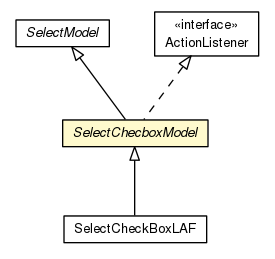 SelectModel
«interface»
ActionListener
SelectChecboxModel
SelectCheckBoxLAF